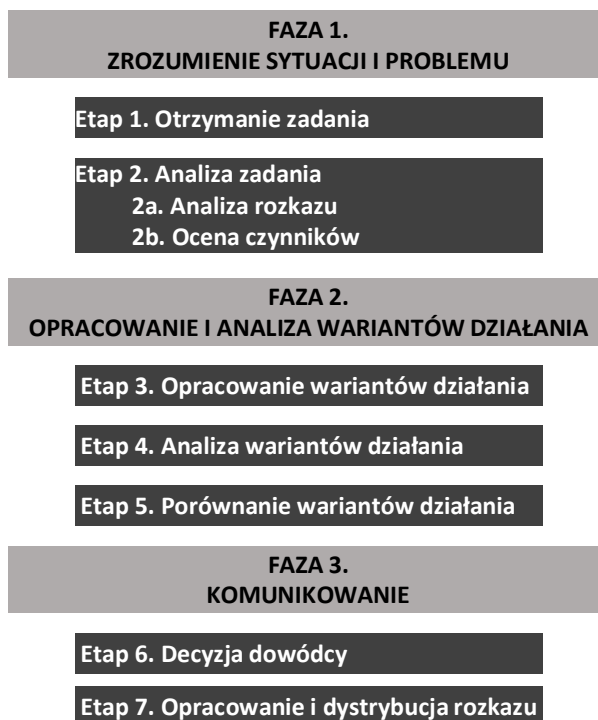 FAZA 1.
ZROZUMIENIE SYTUACJI I PROBLEMU
Etap 1. Otrzymanie zadania
Etap 2. Analiza zadania
2a. Analiza rozkazu
2b. Ocena czynników
FAZA 2.
OPRACOWANIE I ANALIZA WARIANTÓW DZIAŁANIA
Etap 3. Opracowanie wariantów działania
Etap 4. Analiza wariantów działania
Etap 5. Porównanie wariantów działania
FAZA 3.
KOMUNIKOWANIE
Etap 6. Decyzja dowódcy
Etap 7. Opracowanie i dystrybucja rozkazu